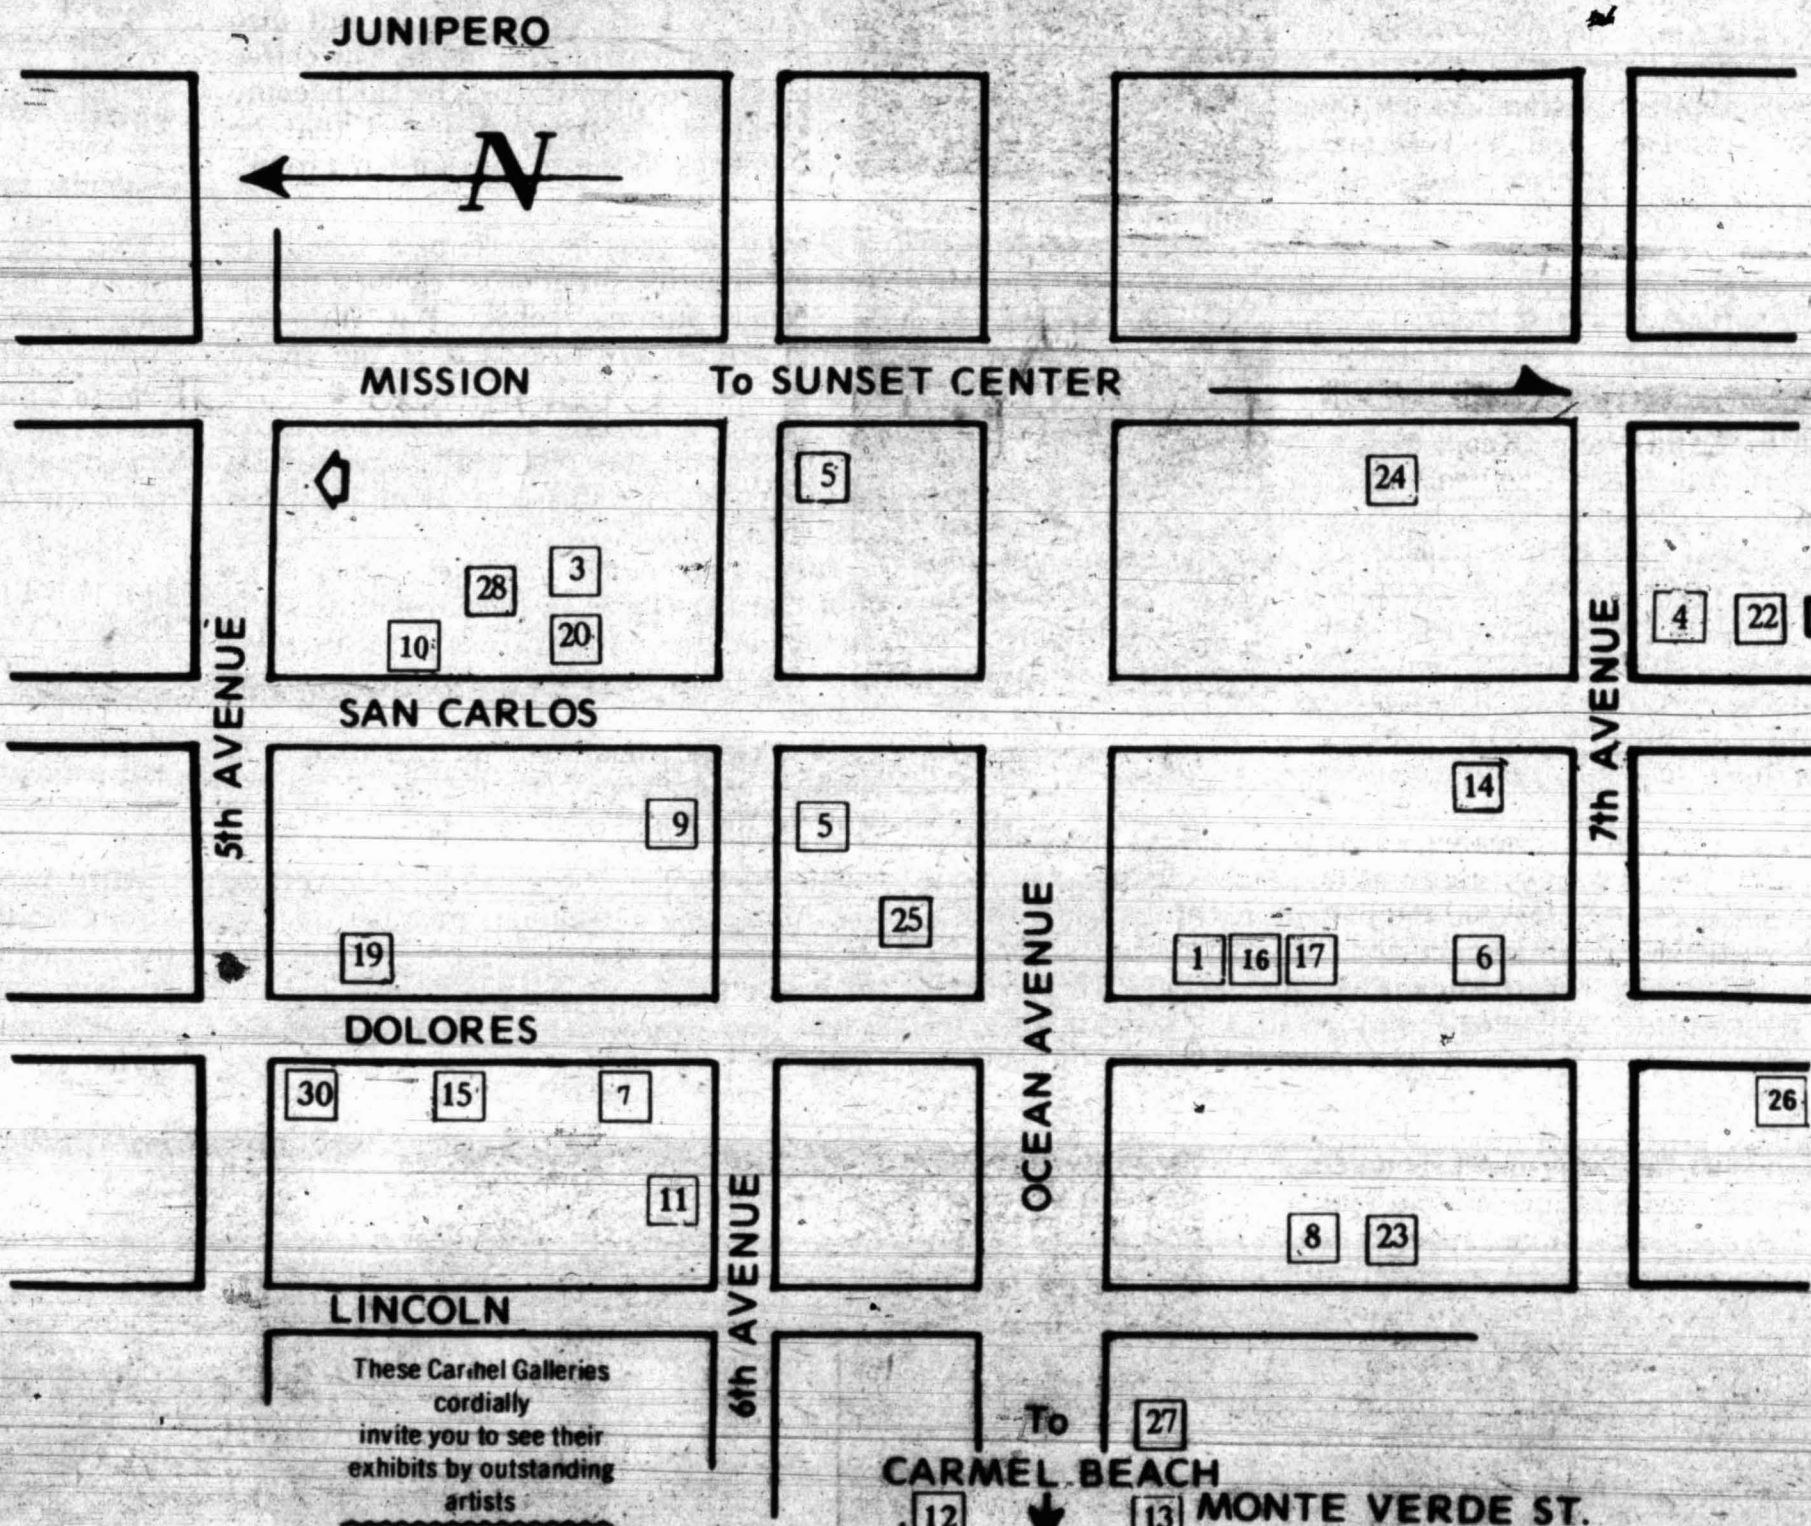 JUNIPERO
N
MISSION To SUNSET CENTER
5 24
3
28
4 22
20
10
5th AVENUE
7th AVENUE
SAN CARLOS
14
9 5
25
19
1 16 17 6
OCEAN AVENUE
DOLORES
30 15 7
26
11
6th AVENUE
8 23
LINCOLN
These Carmel Galleries
cordially
invite you to see their
exhibits by outstanding
artists
To
27
CARMEL BEACH
12 13 MONTE VERDE ST.